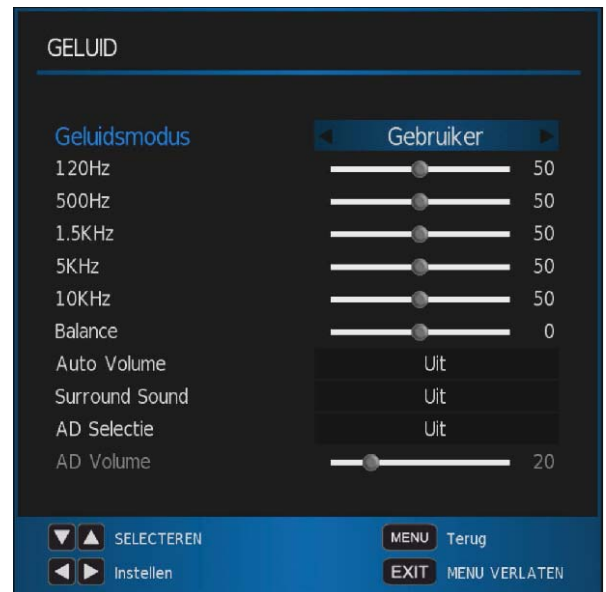 GELUID
Geluidsmodus Gebruiker
120Hz 50
500Hz 50
1.5KHz 50
5KHz 50
10KHz 50
Balance 0
Auto Volume Uit
Surround Sound Uit
AD Selectie Uit
AD Volume 20
SELECTEREN MENU Terug
Instellen EXIT MENU VERLATEN